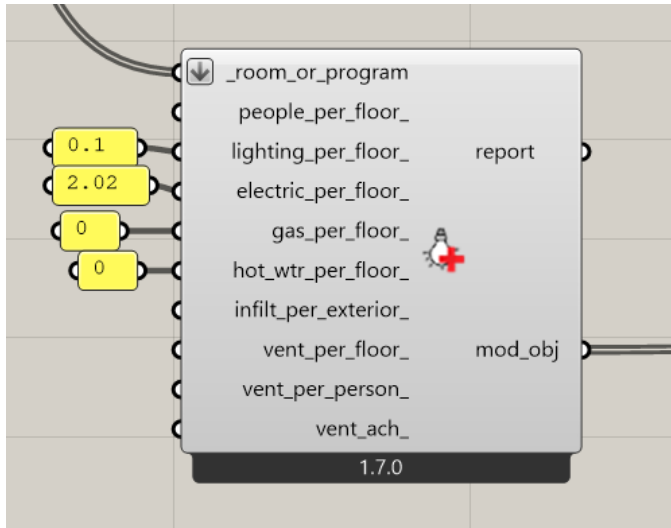 _room_or_program
people_per_floor_
0.1
lighting_per_floor_
report
2.02
electric_per_floor_
0
gas_per_floor_
0
hot_wtr_per_floor_
infilt_per_exterior_
vent_per_floor_
mod_obj
vent_per_person_
vent_ach_
1.7.0